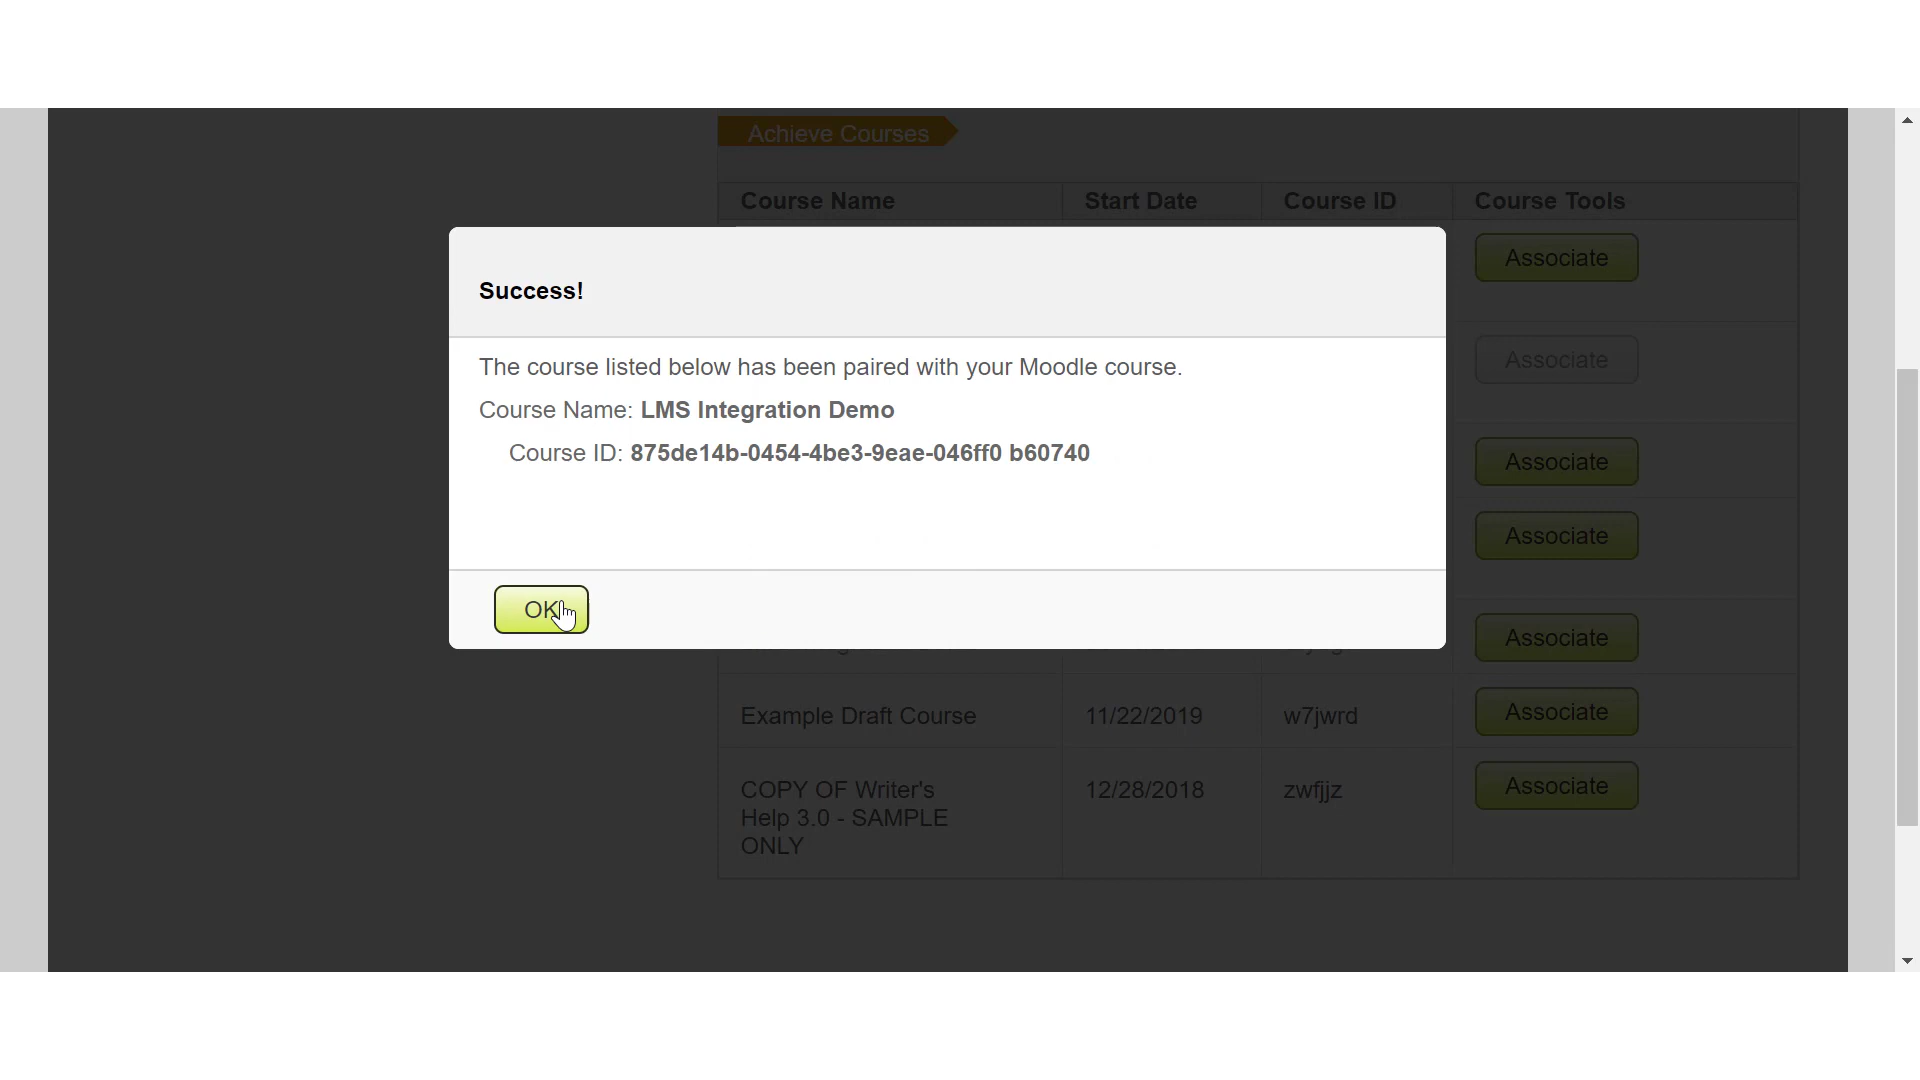 Achieve Courses
Course Name Start Date Course ID Course Tools
Associate
Success!
Associate
The course listed below has been paired with your Moodle course.
Course Name: LMS Integration Demo
Course ID: 875de14b-0454-4be3-9eae-046ff0 b60740
Associate
Associate
OK
Associate
Example Draft Course 11/22/2019 w7jwrd Associate
COPY OF Writer's 12/28/2018 zwfjjz Associate
Help 3.0 - SAMPLE
ONLY